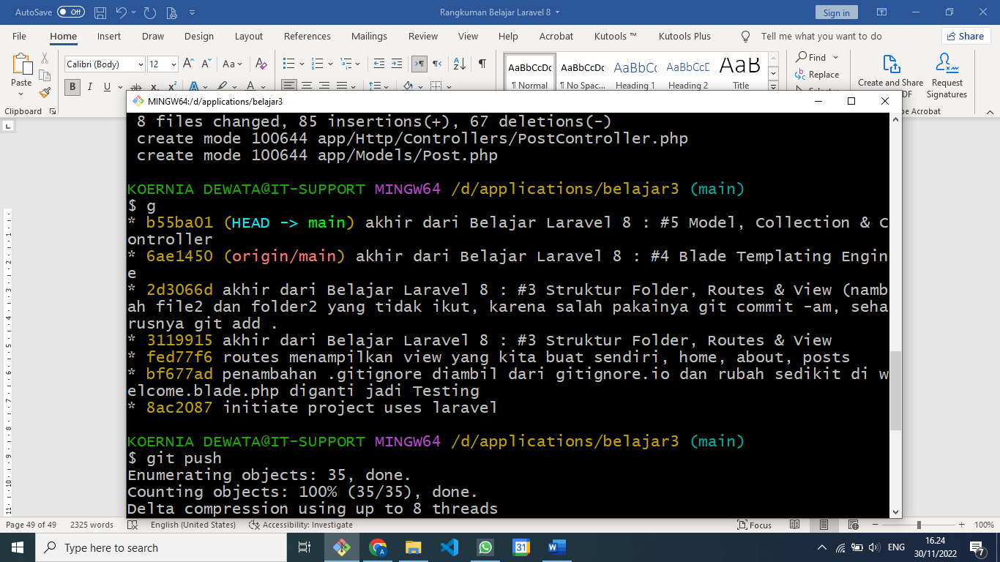 AutoSave Off Rangkuman Belajar Laravel 8 Sign in
File Home Insert Draw Design Layout References Mailings Review View Help Acrobat Kutools ™ Kutools Plus Tell me what you want to do Share
Paste Calibri (Body) 12 Aa AaBbCcDc AaBbCcDc AaBbCc AaBbCcE AaB Find
¶ Normal ¶ No Spac... Heading 1 Heading 2 Title Replace Create and Share Request
B I U ab Signatures
Clipboard
MINGW64:/d/applications/belajar3
8 files changed, 85 insertions(+), 67 deletions(-)
create mode 100644 app/Http/Controllers/PostController.php
create mode 100644 app/Models/Post.php
KOERNIA DEWATA@IT-SUPPORT MINGW64 /d/applications/belajar3 (main)
$ g
* b55ba01 (HEAD -> main) akhir dari Belajar Laravel 8 : #5 Model, Collection & C
ontroller
* 6ae1450 (origin/main) akhir dari Belajar Laravel 8 : #4 Blade Templating Engin
e
* 2d3066d akhir dari Belajar Laravel 8 : #3 Struktur Folder, Routes & View (namb
ah file2 dan folder2 yang tidak ikut, karena salah pakainya git commit -am, seha
rusnya git add .
* 3119915 akhir dari Belajar Laravel 8 : #3 Struktur Folder, Routes & View
* fed77f6 routes menampilkan view yang kita buat sendiri, home, about, posts
* bf677ad penambahan .gitignore diambil dari gitignore.io dan rubah sedikit di w
elcome.blade.php diganti jadi Testing
* 8ac2087 initiate project uses laravel
KOERNIA DEWATA@IT-SUPPORT MINGW64 /d/applications/belajar3 (main)
$ git push
Enumerating objects: 35, done.
Counting objects: 100% (35/35), done.
Delta compression using up to 8 threads
Page 49 of 49 2325 words English (United States) Accessibility: Investigate Focus 100%
Type here to search 31 ENG 16.24
30/11/2022 7